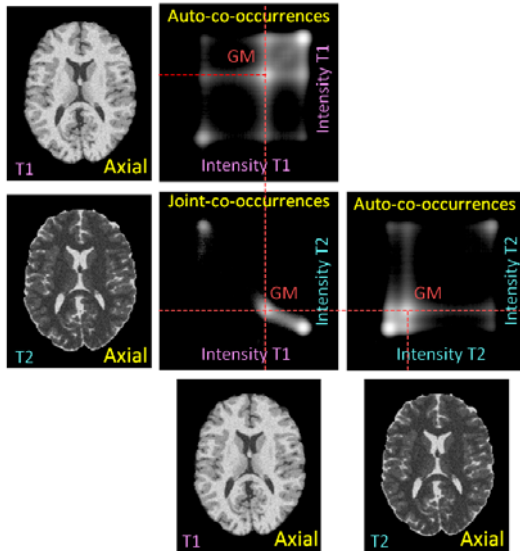 Auto-co-occurrences
GM
Intensity T1
Intensity T1
T1
Axial
Joint-co-occurrences
Auto-co-occurrences
Intensity T2
Intensity T2
GM
GM
T2
Axial
Intensity T1
Intensity T2
T1
Axial
T2
Axial